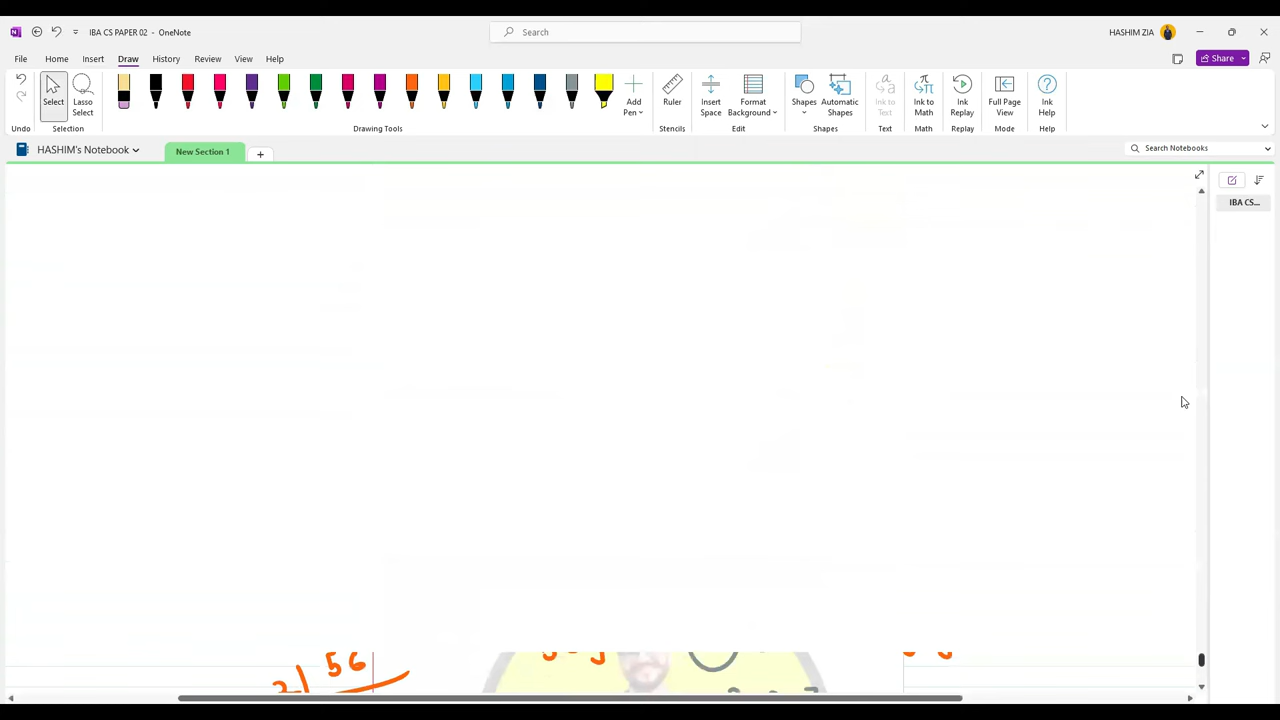 IBA CS PAPER 02 - OneNote
Search
HASHIM ZIA
File Home Insert Draw History Review View Help
Share
Select
Lasso Select
Add Pen
Ruler
Insert Space
Format Background
Shapes
Automatic Shapes
Ink to Text
Ink to Math
Ink Replay
Full Page View
Ink Help
Undo Selection Drawing Tools Stencils Edit Shapes Text Math Replay Mode Help
HASHIM's Notebook New Section 1 + Search Notebooks
IBA CS...
56